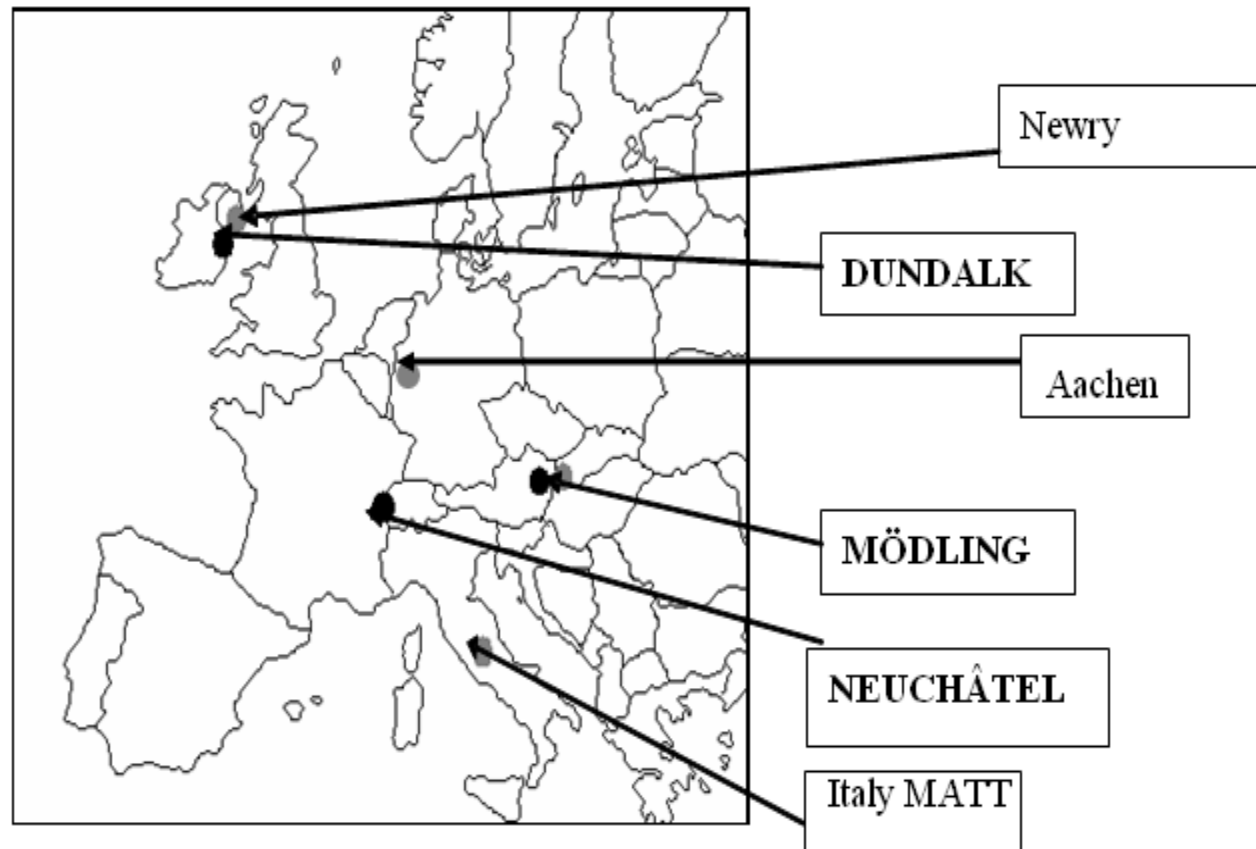 Newry
DUNDALK
Aachen
MÖDLING
NEUCHÂTEL
Italy MATT